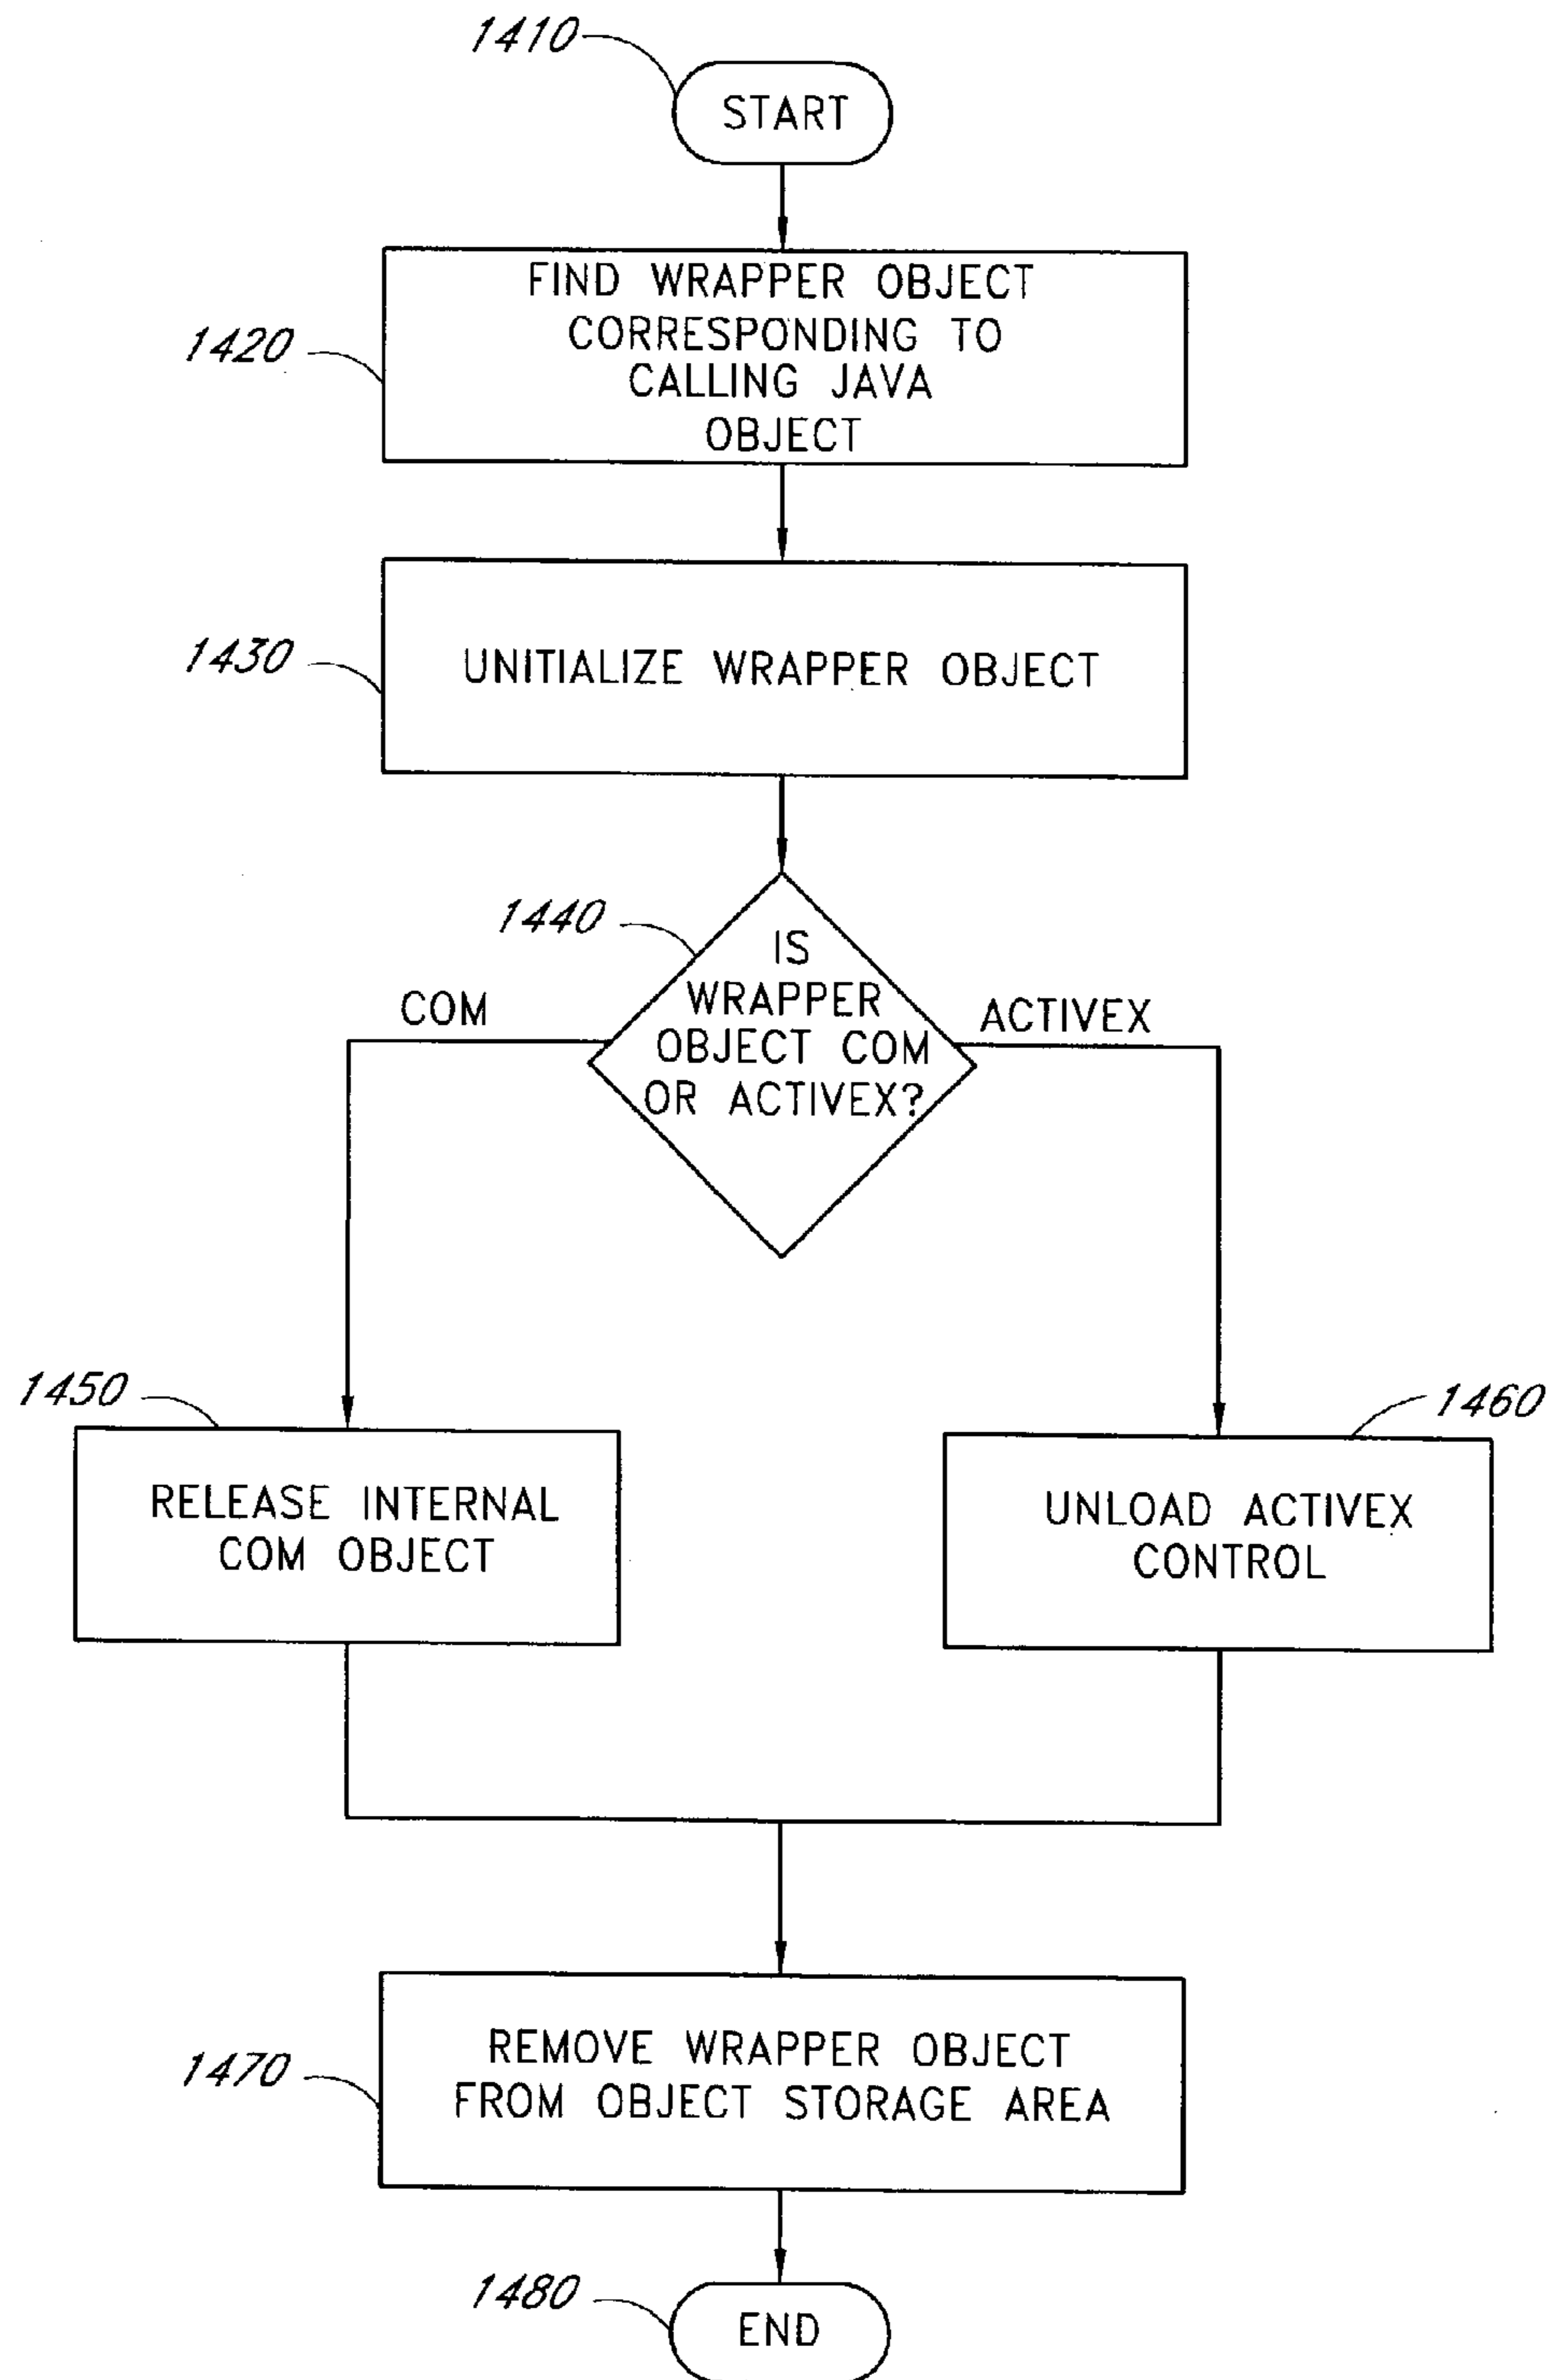 1410
START
1420
FIND WRAPPER OBJECT
CORRESPONDING TO
CALLING JAVA
OBJECT
1430
UNITIALIZE WRAPPER OBJECT
1440
IS
WRAPPER
OBJECT COM
OR ACTIVEX?
COM
ACTIVEX
1450
RELEASE INTERNAL
COM OBJECT
1460
UNLOAD ACTIVEX
CONTROL
1470
REMOVE WRAPPER OBJECT
FROM OBJECT STORAGE AREA
1480
END